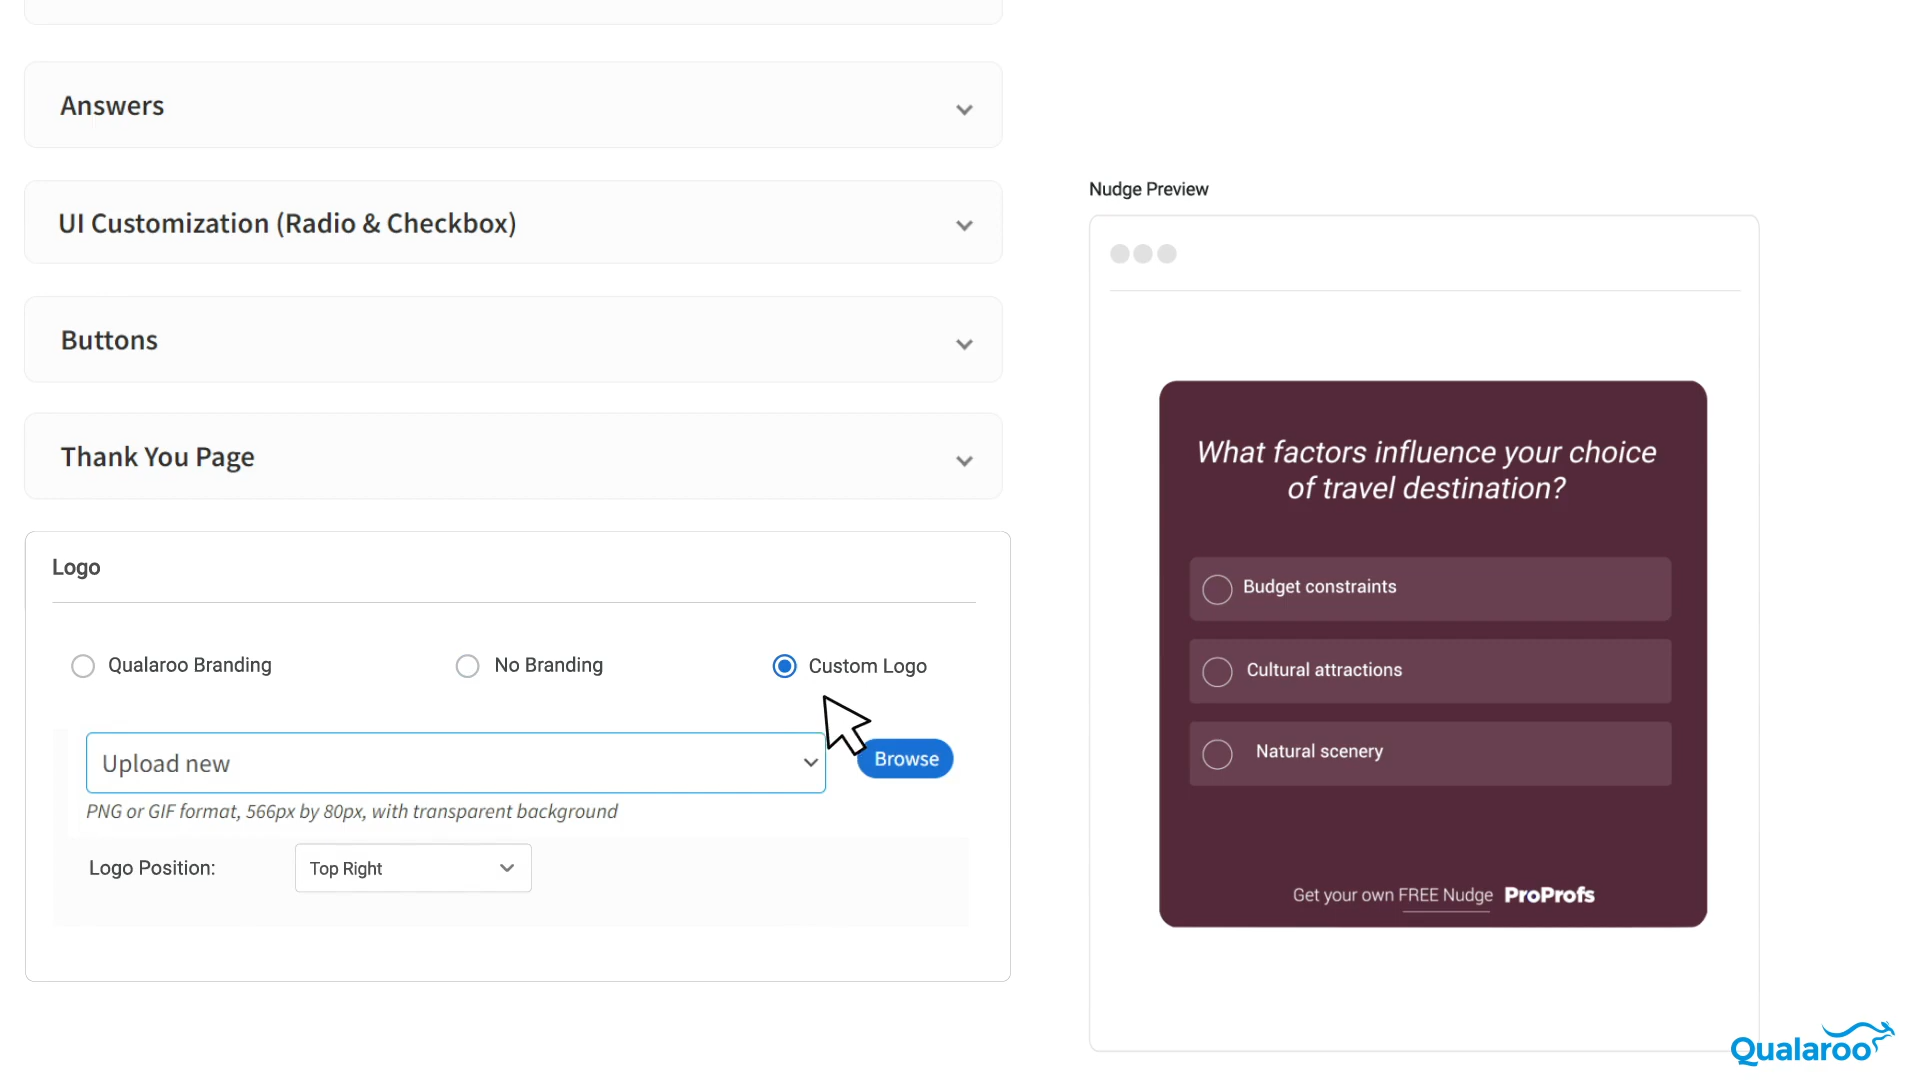 Answers
UI Customization (Radio & Checkbox)
Buttons
Thank You Page
Logo
Qualaroo Branding
No Branding
Custom Logo
Upload new
Browse
PNG or GIF format, 566px by 80px, with transparent background
Logo Position:
Top Right
Nudge Preview
What factors influence your choice
of travel destination?
Budget constraints
Cultural attractions
Natural scenery
Get your own FREE Nudge ProProfs
Qualaroo